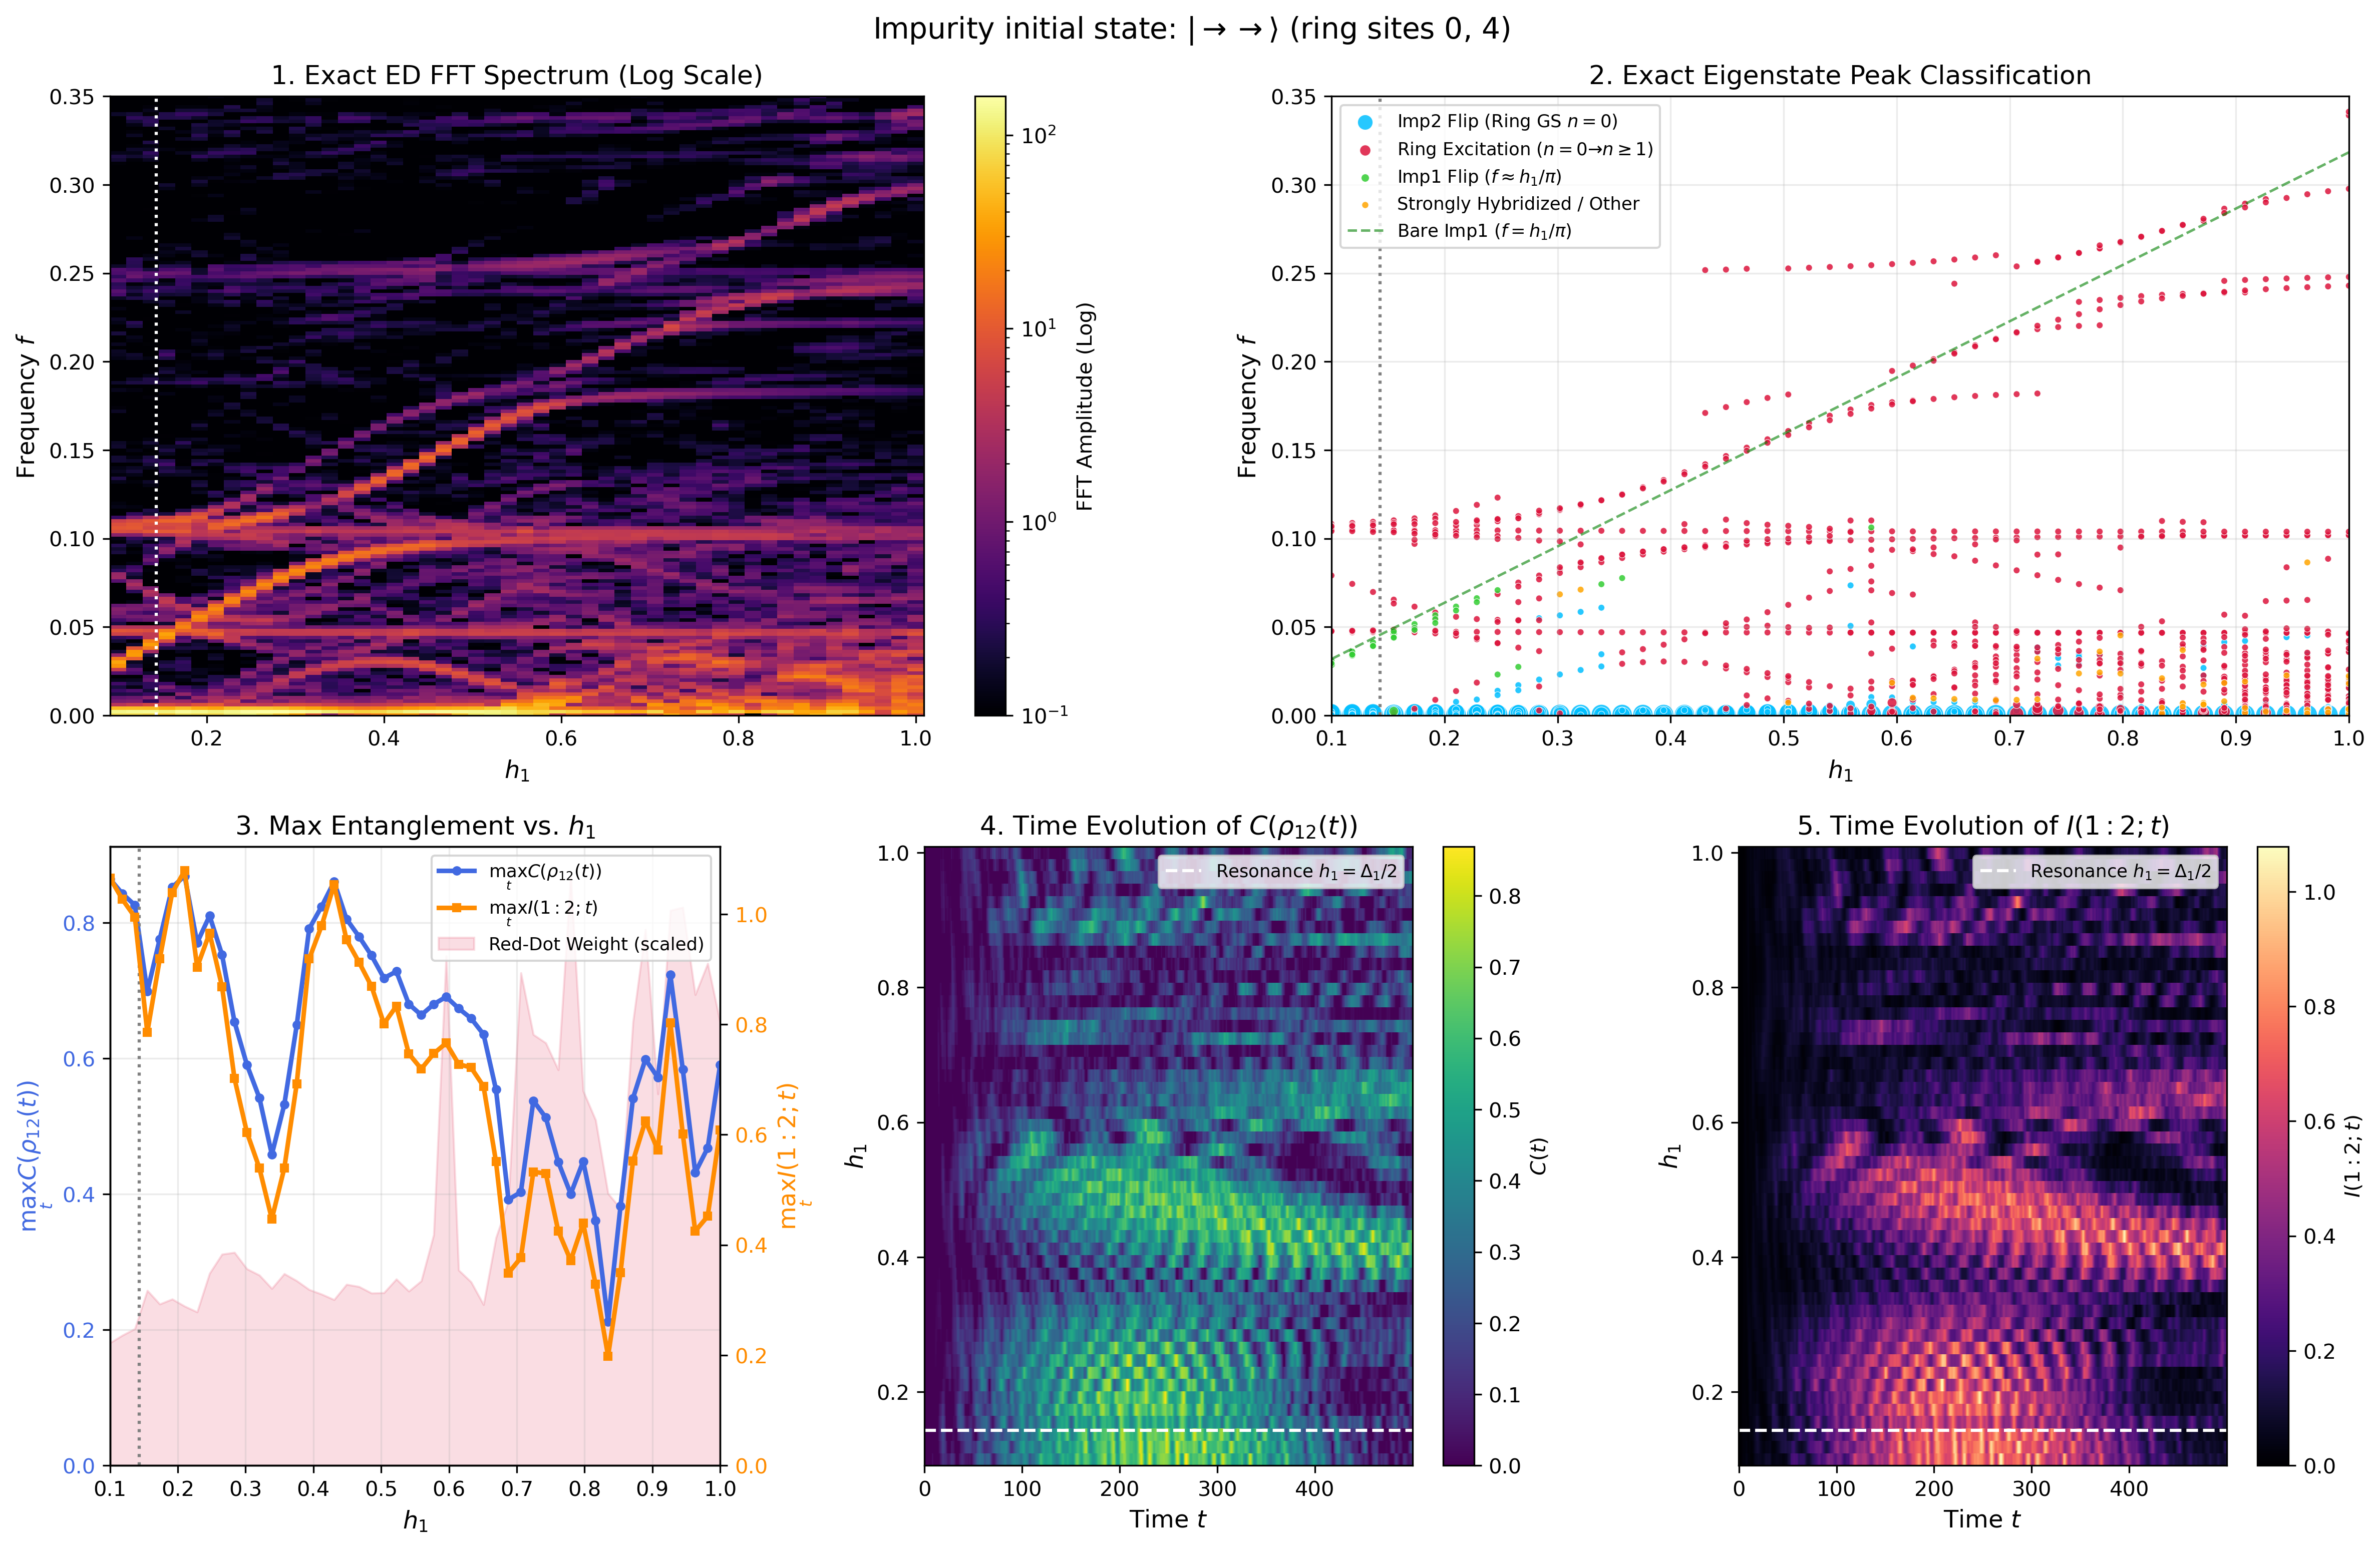 Impurity initial state: |→→⟩ (ring sites 0, 4)
1. Exact ED FFT Spectrum (Log Scale)
0.35
0.30
0.25
0.20
0.15
0.10
0.05
0.00
Frequency f
0.2 0.4 0.6 0.8 1.0
h₁
10²
10¹
10⁰
10⁻¹
FFT Amplitude (Log)
2. Exact Eigenstate Peak Classification
Imp2 Flip (Ring GS n = 0)
Ring Excitation (n = 0→n ≥ 1)
Imp1 Flip (f ≈ h₁/π)
Strongly Hybridized / Other
Bare Imp1 (f = h₁/π)
0.35
0.30
0.25
0.20
0.15
0.10
0.05
0.00
Frequency f
0.1 0.2 0.3 0.4 0.5 0.6 0.7 0.8 0.9 1.0
h₁
3. Max Entanglement vs. h₁
max C(ρ₁₂(t))
t
max I(1 : 2; t)
t
Red-Dot Weight (scaled)
0.8
0.6
0.4
0.2
0.0
max C(ρ₁₂(t))
t
1.0
0.8
0.6
0.4
0.2
0.0
max I(1 : 2; t)
t
0.1 0.2 0.3 0.4 0.5 0.6 0.7 0.8 0.9 1.0
h₁
4. Time Evolution of C(ρ₁₂(t))
Resonance h₁ = Δ₁/2
1.0
0.8
0.6
0.4
0.2
h₁
0 100 200 300 400
Time t
0.8
0.7
0.6
0.5
0.4
0.3
0.2
0.1
0.0
C(t)
5. Time Evolution of I(1 : 2; t)
Resonance h₁ = Δ₁/2
1.0
0.8
0.6
0.4
0.2
h₁
0 100 200 300 400
Time t
1.0
0.8
0.6
0.4
0.2
0.0
I(1 : 2; t)